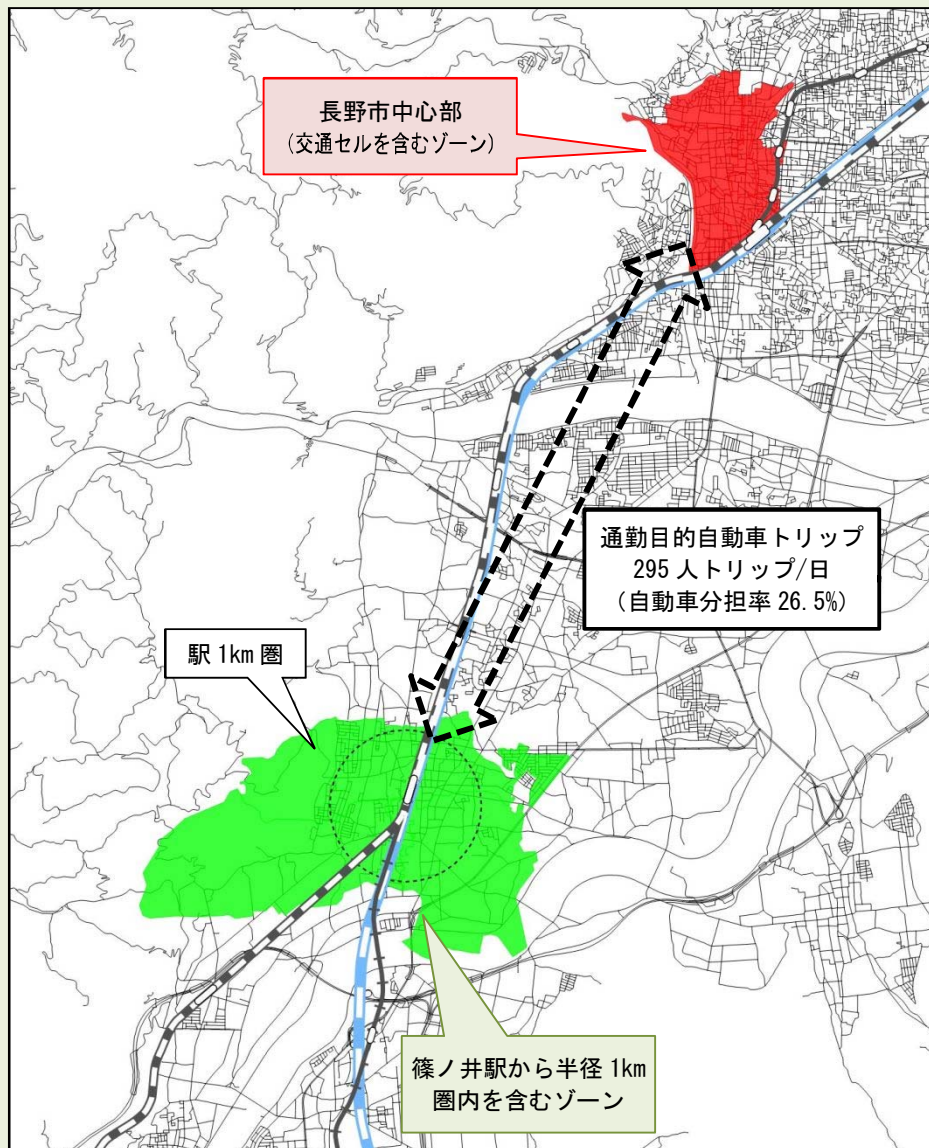 長野市中心部
(交通セルを含むゾーン)
通勤目的自動車トリップ
295 人トリップ/日
(自動車分担率 26.5%)
駅 1km 圏
篠ノ井駅から半径 1km
圏内を含むゾーン